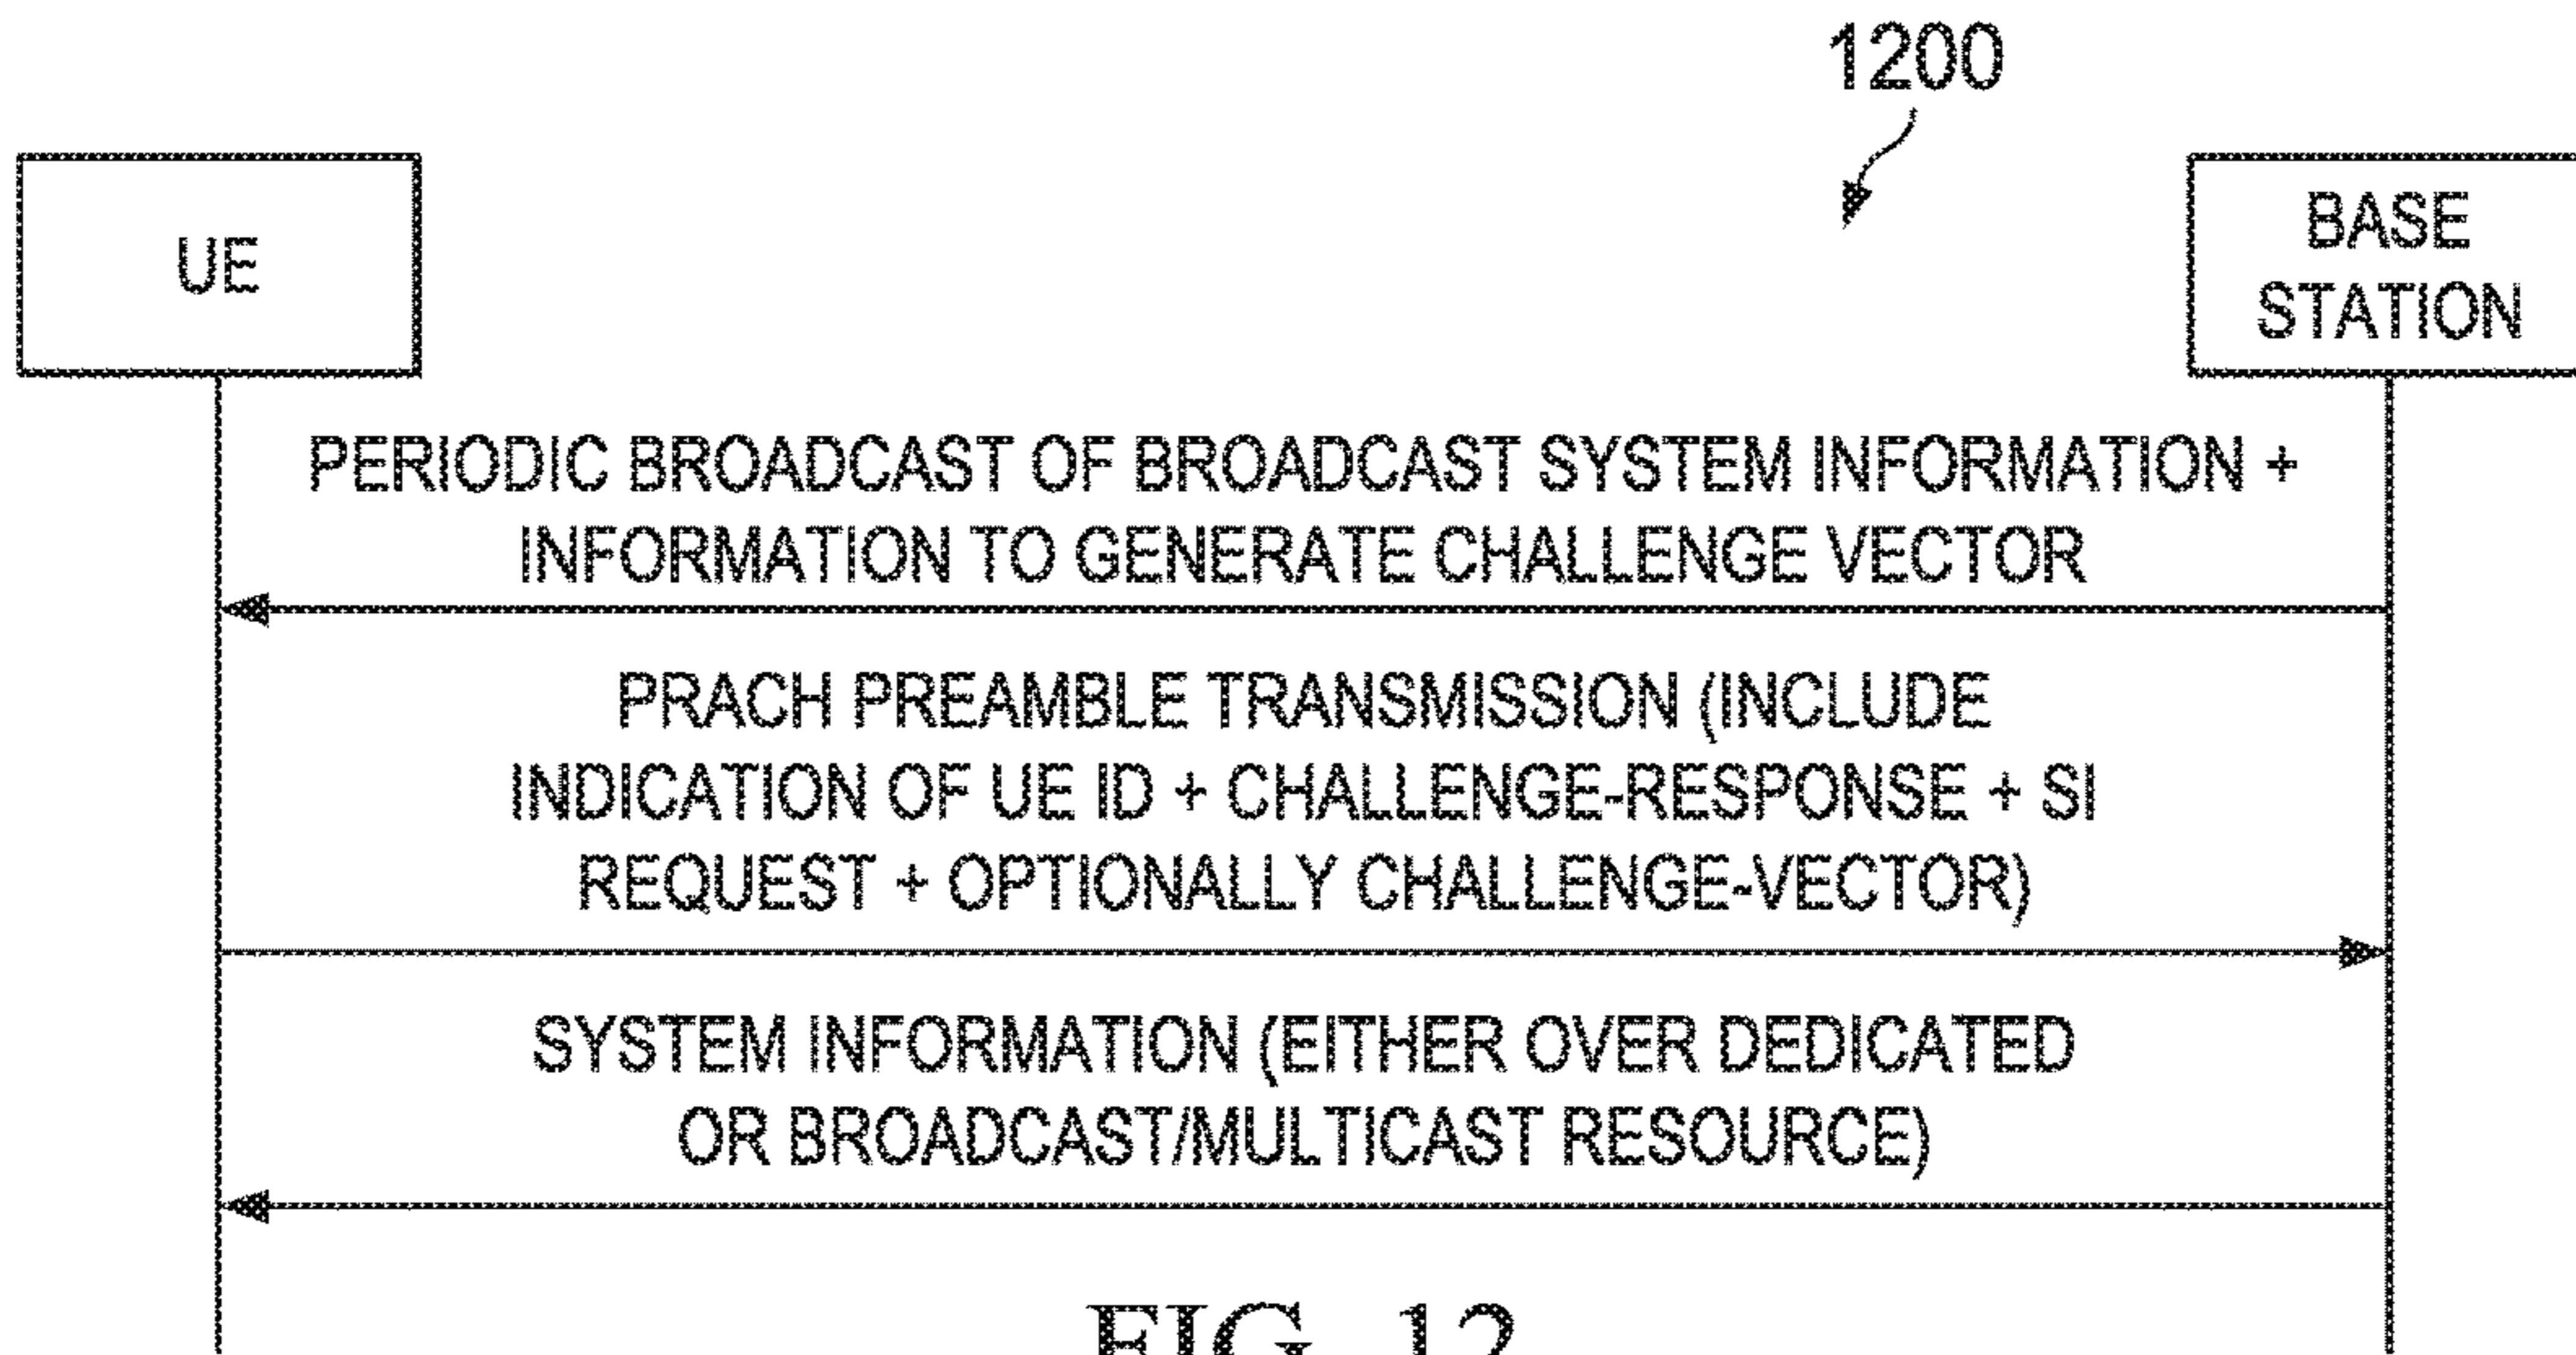 1200
UE
BASE
STATION
PERIODIC BROADCAST OF BROADCAST SYSTEM INFORMATION +
INFORMATION TO GENERATE CHALLENGE VECTOR
PRACH PREAMBLE TRANSMISSION (INCLUDE
INDICATION OF UE ID + CHALLENGE-RESPONSE + SI
REQUEST + OPTIONALLY CHALLENGE-VECTOR)
SYSTEM INFORMATION (EITHER OVER DEDICATED
OR BROADCAST/MULTICAST RESOURCE)
FIG. 12